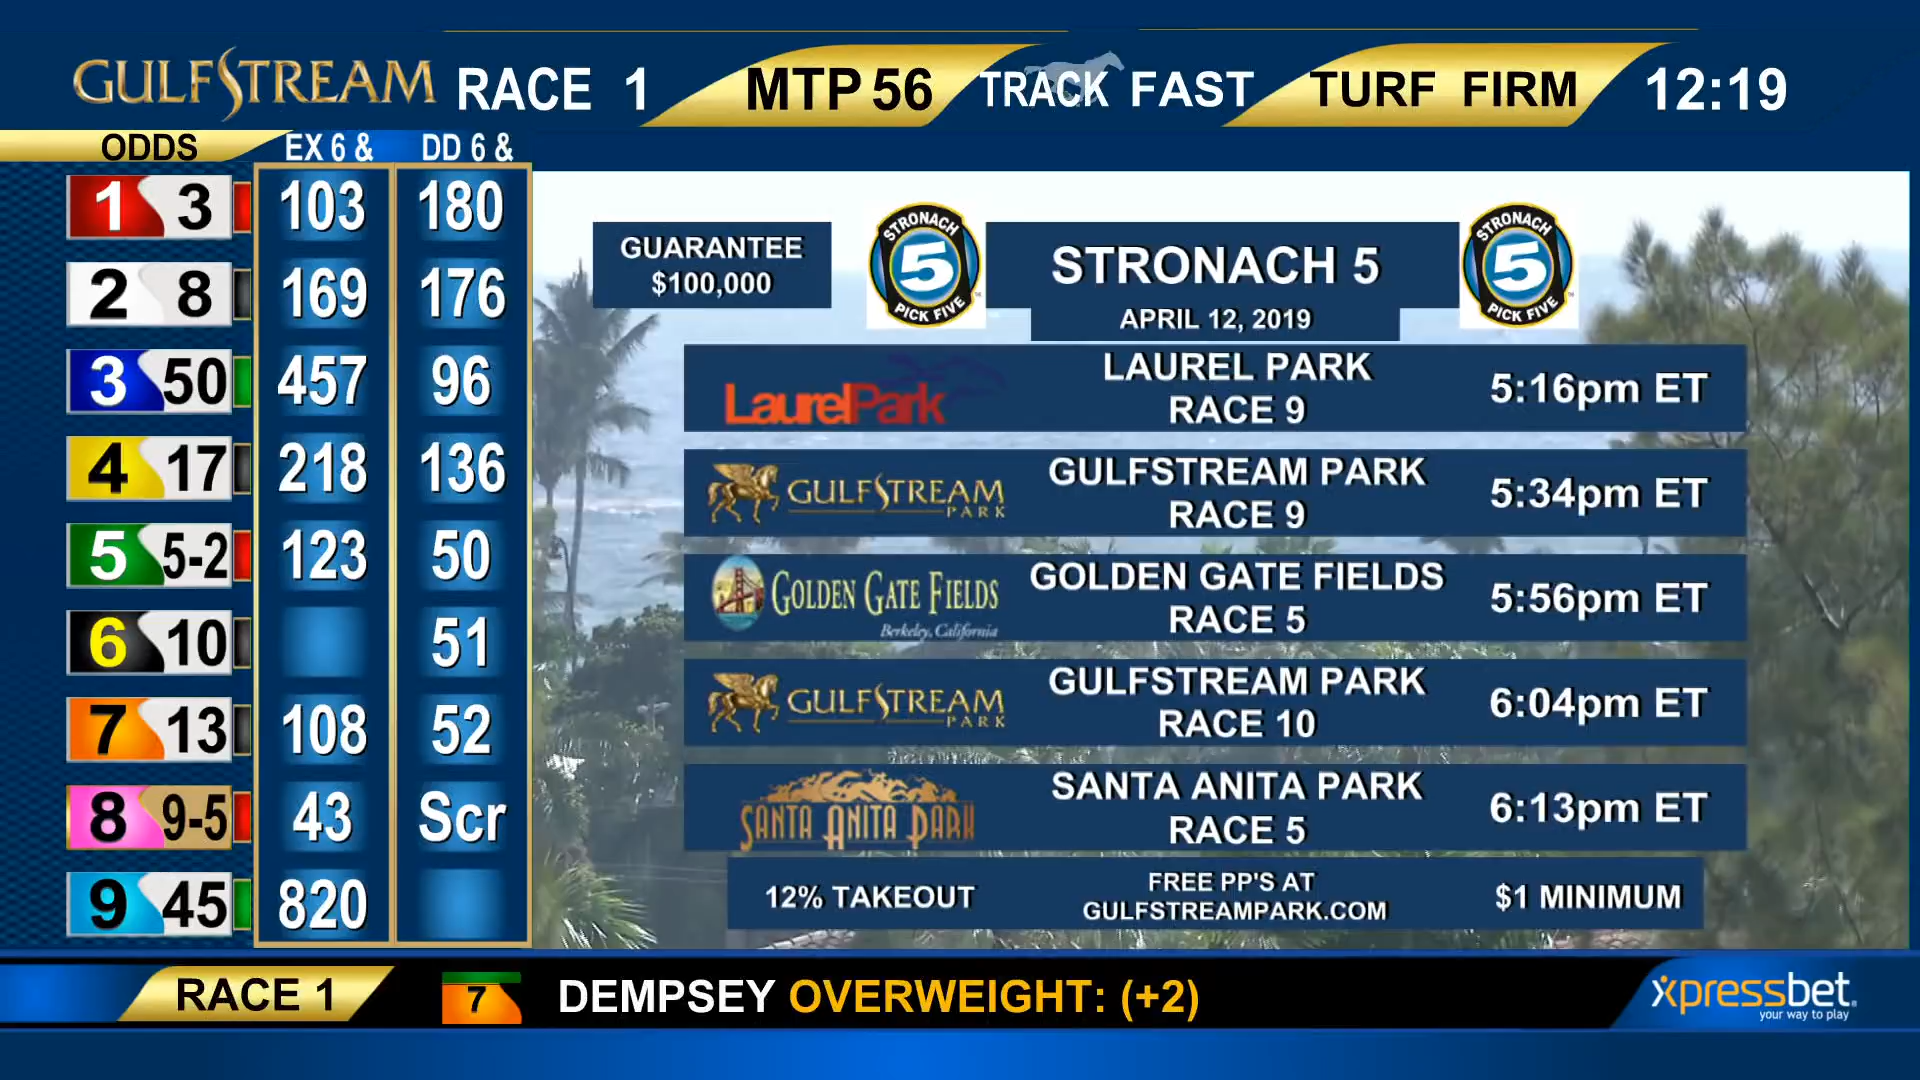 GULFSTREAM RACE 1 MTP 56 TRACK FAST TURF FIRM 12:19
ODDS EX 6 & DD 6 &
1 3 103 180
2 8 169 176
3 50 457 96
4 17 218 136
5 5-2 123 50
6 10 51
7 13 108 52
8 9-5 43 Scr
9 45 820
GUARANTEE
$100,000
STRONACH
5
PICK FIVE
STRONACH 5
APRIL 12, 2019
STRONACH
5
PICK FIVE
LaurelPark
LAUREL PARK
RACE 9
5:16pm ET
GULFSTREAM
PARK
GULFSTREAM PARK
RACE 9
5:34pm ET
GOLDEN GATE FIELDS
Berkeley, California
GOLDEN GATE FIELDS
RACE 5
5:56pm ET
GULFSTREAM
PARK
GULFSTREAM PARK
RACE 10
6:04pm ET
SANTA ANITA PARK
SANTA ANITA PARK
RACE 5
6:13pm ET
12% TAKEOUT
FREE PP'S AT
GULFSTREAMPARK.COM
$1 MINIMUM
RACE 1 7 DEMPSEY OVERWEIGHT: (+2)
xpressbet.
your way to play